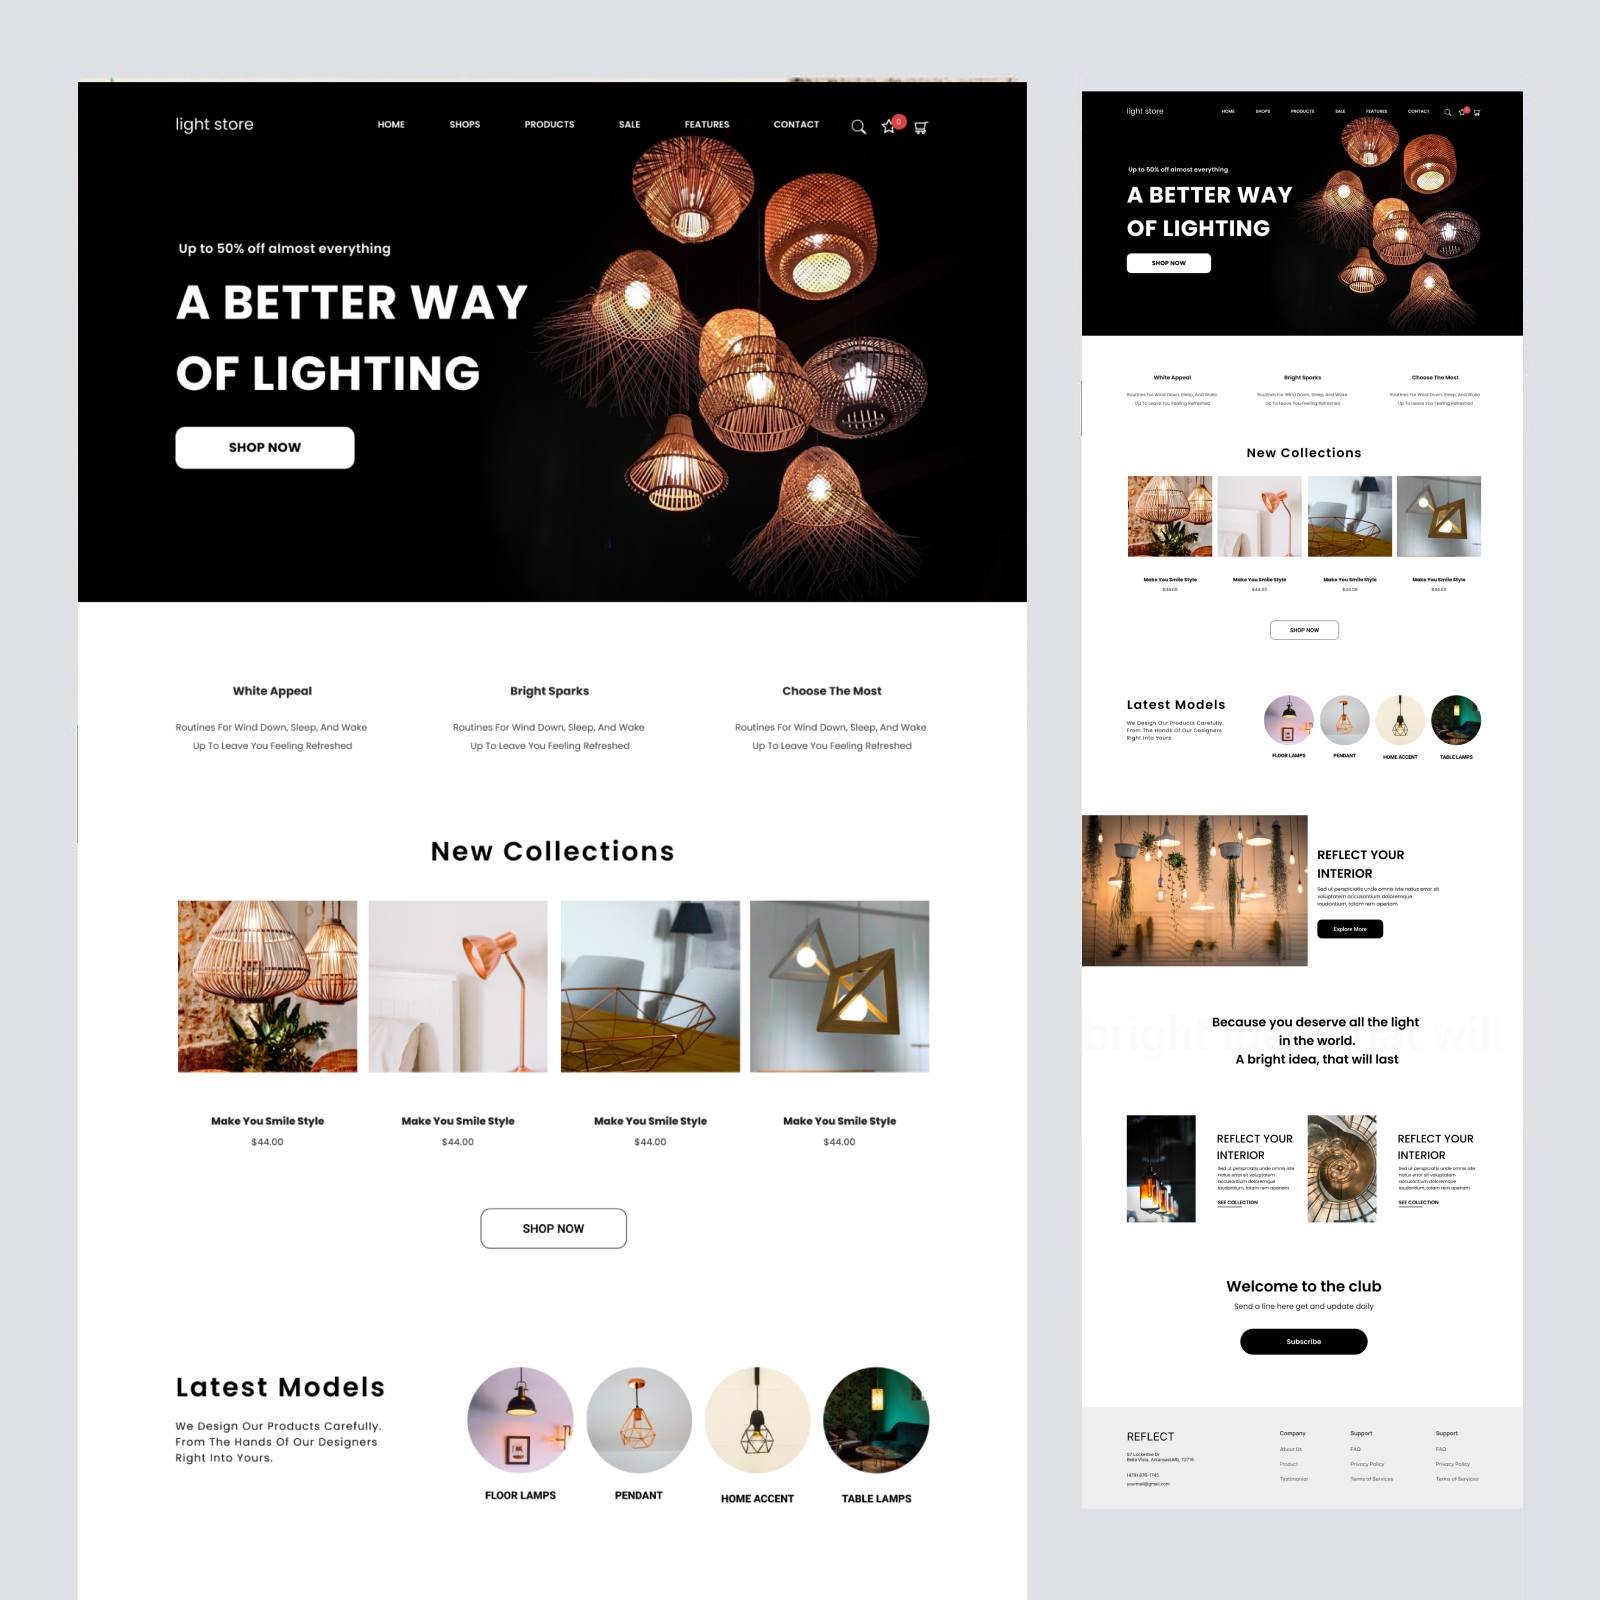 light store
HOME SHOPS PRODUCTS SALE FEATURES CONTACT
0
Up to 50% off almost everything
A BETTER WAY
OF LIGHTING
SHOP NOW
White Appeal
Routines For Wind Down, Sleep, And Wake
Up To Leave You Feeling Refreshed
Bright Sparks
Routines For Wind Down, Sleep, And Wake
Up To Leave You Feeling Refreshed
Choose The Most
Routines For Wind Down, Sleep, And Wake
Up To Leave You Feeling Refreshed
New Collections
Make You Smile Style
$44.00
Make You Smile Style
$44.00
Make You Smile Style
$44.00
Make You Smile Style
$44.00
SHOP NOW
Latest Models
We Design Our Products Carefully.
From The Hands Of Our Designers
Right Into Yours.
FLOOR LAMPS
PENDANT
HOME ACCENT
TABLE LAMPS
light store
HOME SHOPS PRODUCTS SALE FEATURES CONTACT
Up to 50% off almost everything
A BETTER WAY
OF LIGHTING
SHOP NOW
White Appeal
Routines For Wind Down, Sleep, And Wake
Up To Leave You Feeling Refreshed
Bright Sparks
Routines For Wind Down, Sleep, And Wake
Up To Leave You Feeling Refreshed
Choose The Most
Routines For Wind Down, Sleep, And Wake
Up To Leave You Feeling Refreshed
New Collections
Make You Smile Style
$44.00
Make You Smile Style
$44.00
Make You Smile Style
$44.00
Make You Smile Style
$44.00
SHOP NOW
Latest Models
We Design Our Products Carefully.
From The Hands Of Our Designers
Right Into Yours.
FLOOR LAMPS
PENDANT
HOME ACCENT
TABLE LAMPS
REFLECT YOUR
INTERIOR
Sed ut perspiciatis unde omnis iste natus error sit
voluptatem accusantium doloremque
laudantium, totam rem aperiam
Explore More
Because you deserve all the light
in the world.
A bright idea, that will last
REFLECT YOUR
INTERIOR
Sed ut perspiciatis unde omnis iste
natus error sit voluptatem
accusantium doloremque
laudantium, totam rem aperiam.
SEE COLLECTION
REFLECT YOUR
INTERIOR
Sed ut perspiciatis unde omnis iste
natus error sit voluptatem
accusantium doloremque
laudantium, totam rem aperiam
SEE COLLECTION
Welcome to the club
Send a line here get and update daily
Subscribe
REFLECT
57 Lockesbie Dr
Bella Vista, Arkansas(AR), 72715
(479) 876-1745
yourmail@gmail.com
Company
About Us
Product
Testimonial
Support
FAQ
Privacy Policy
Terms of Services
Support
FAQ
Privacy Policy
Terms of Services